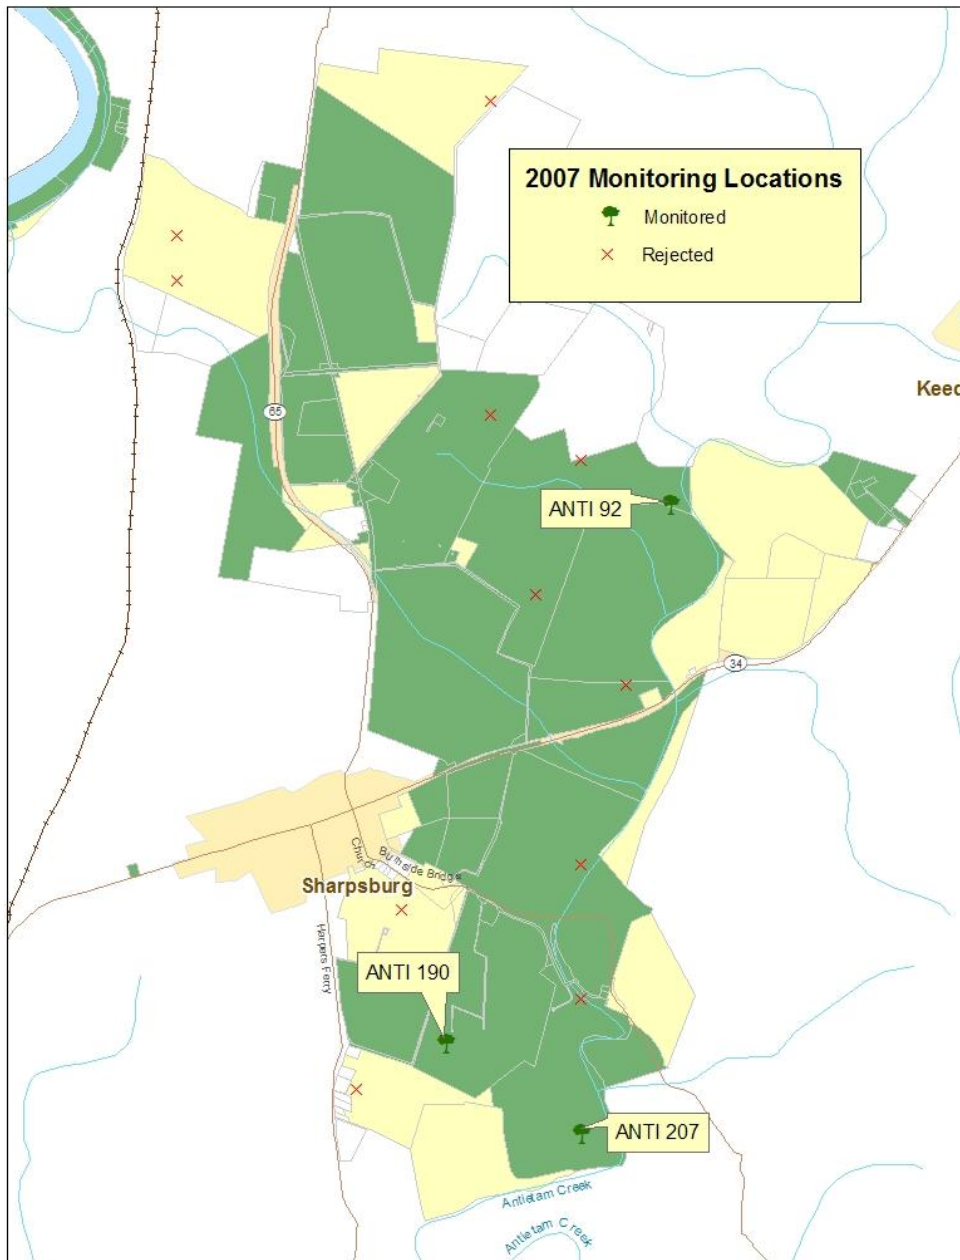 2007 Monitoring Locations
Monitored
Rejected
Keed
65
ANTI 92
34
Church
Burnside Bridge
Sharpsburg
Harpers Ferry
ANTI 190
ANTI 207
Antietam Creek
Antietam Creek